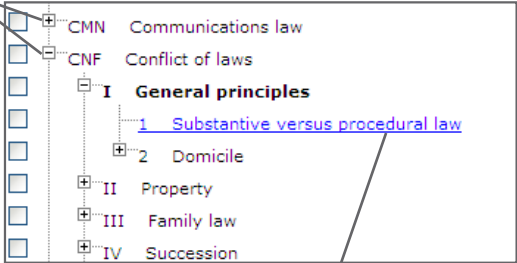 CMN Communications law
CNF Conflict of laws
I General principles
1 Substantive versus procedural law
2 Domicile
II Property
III Family law
IV Succession